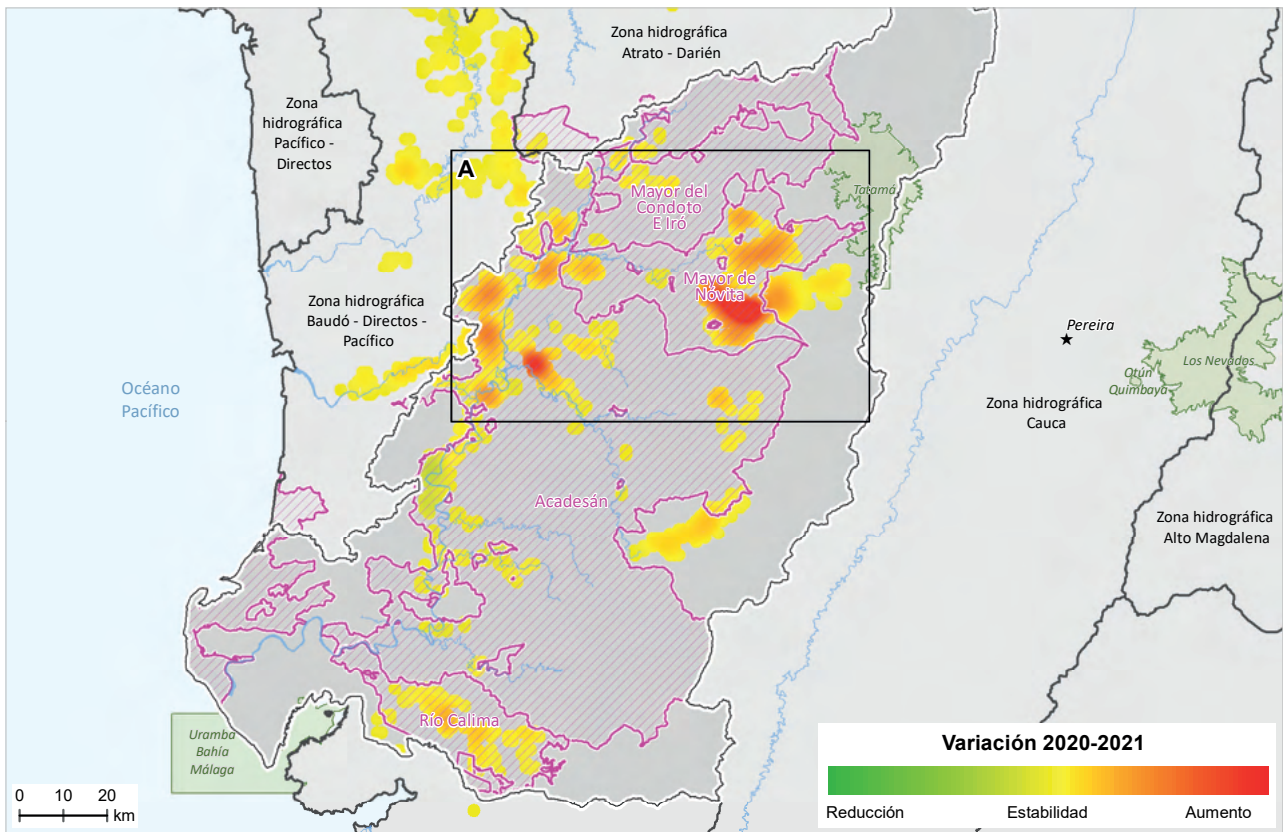 Zona hidrográfica
Atrato - Darién
Zona
hidrográfica
Pacífico -
Directos
A
Mayor del
Condoto
E Iró
Tatamá
Mayor de
Nóvita
Zona hidrográfica
Baudó - Directos -
Pacífico
Pereira
Los Nevados
Otún
Quimbaya
Océano
Pacífico
Zona hidrográfica
Cauca
Acadesán
Zona hidrográfica
Alto Magdalena
Río Calima
Uramba
Bahía
Málaga
0 10 20
km
Variación 2020-2021
Reducción Estabilidad Aumento